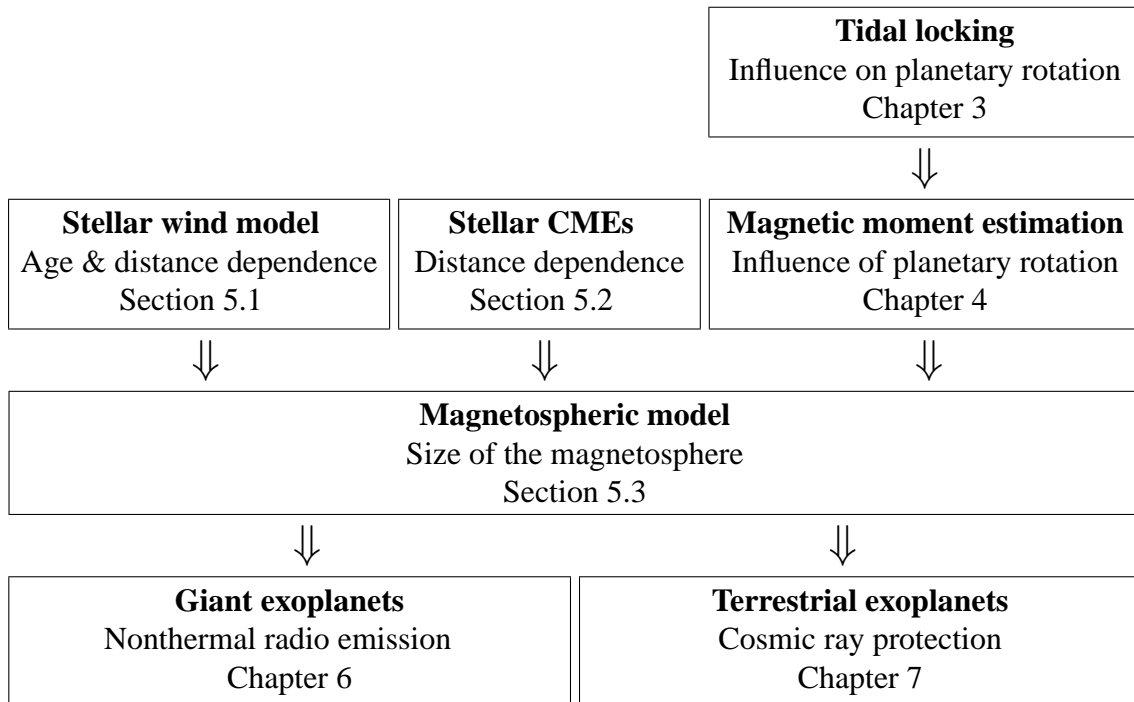 Tidal locking
Influence on planetary rotation
Chapter 3
⇓
Stellar wind model
Age & distance dependence
Section 5.1
Stellar CMEs
Distance dependence
Section 5.2
Magnetic moment estimation
Influence of planetary rotation
Chapter 4
⇓ ⇓ ⇓
Magnetospheric model
Size of the magnetosphere
Section 5.3
⇓ ⇓
Giant exoplanets
Nonthermal radio emission
Chapter 6
Terrestrial exoplanets
Cosmic ray protection
Chapter 7